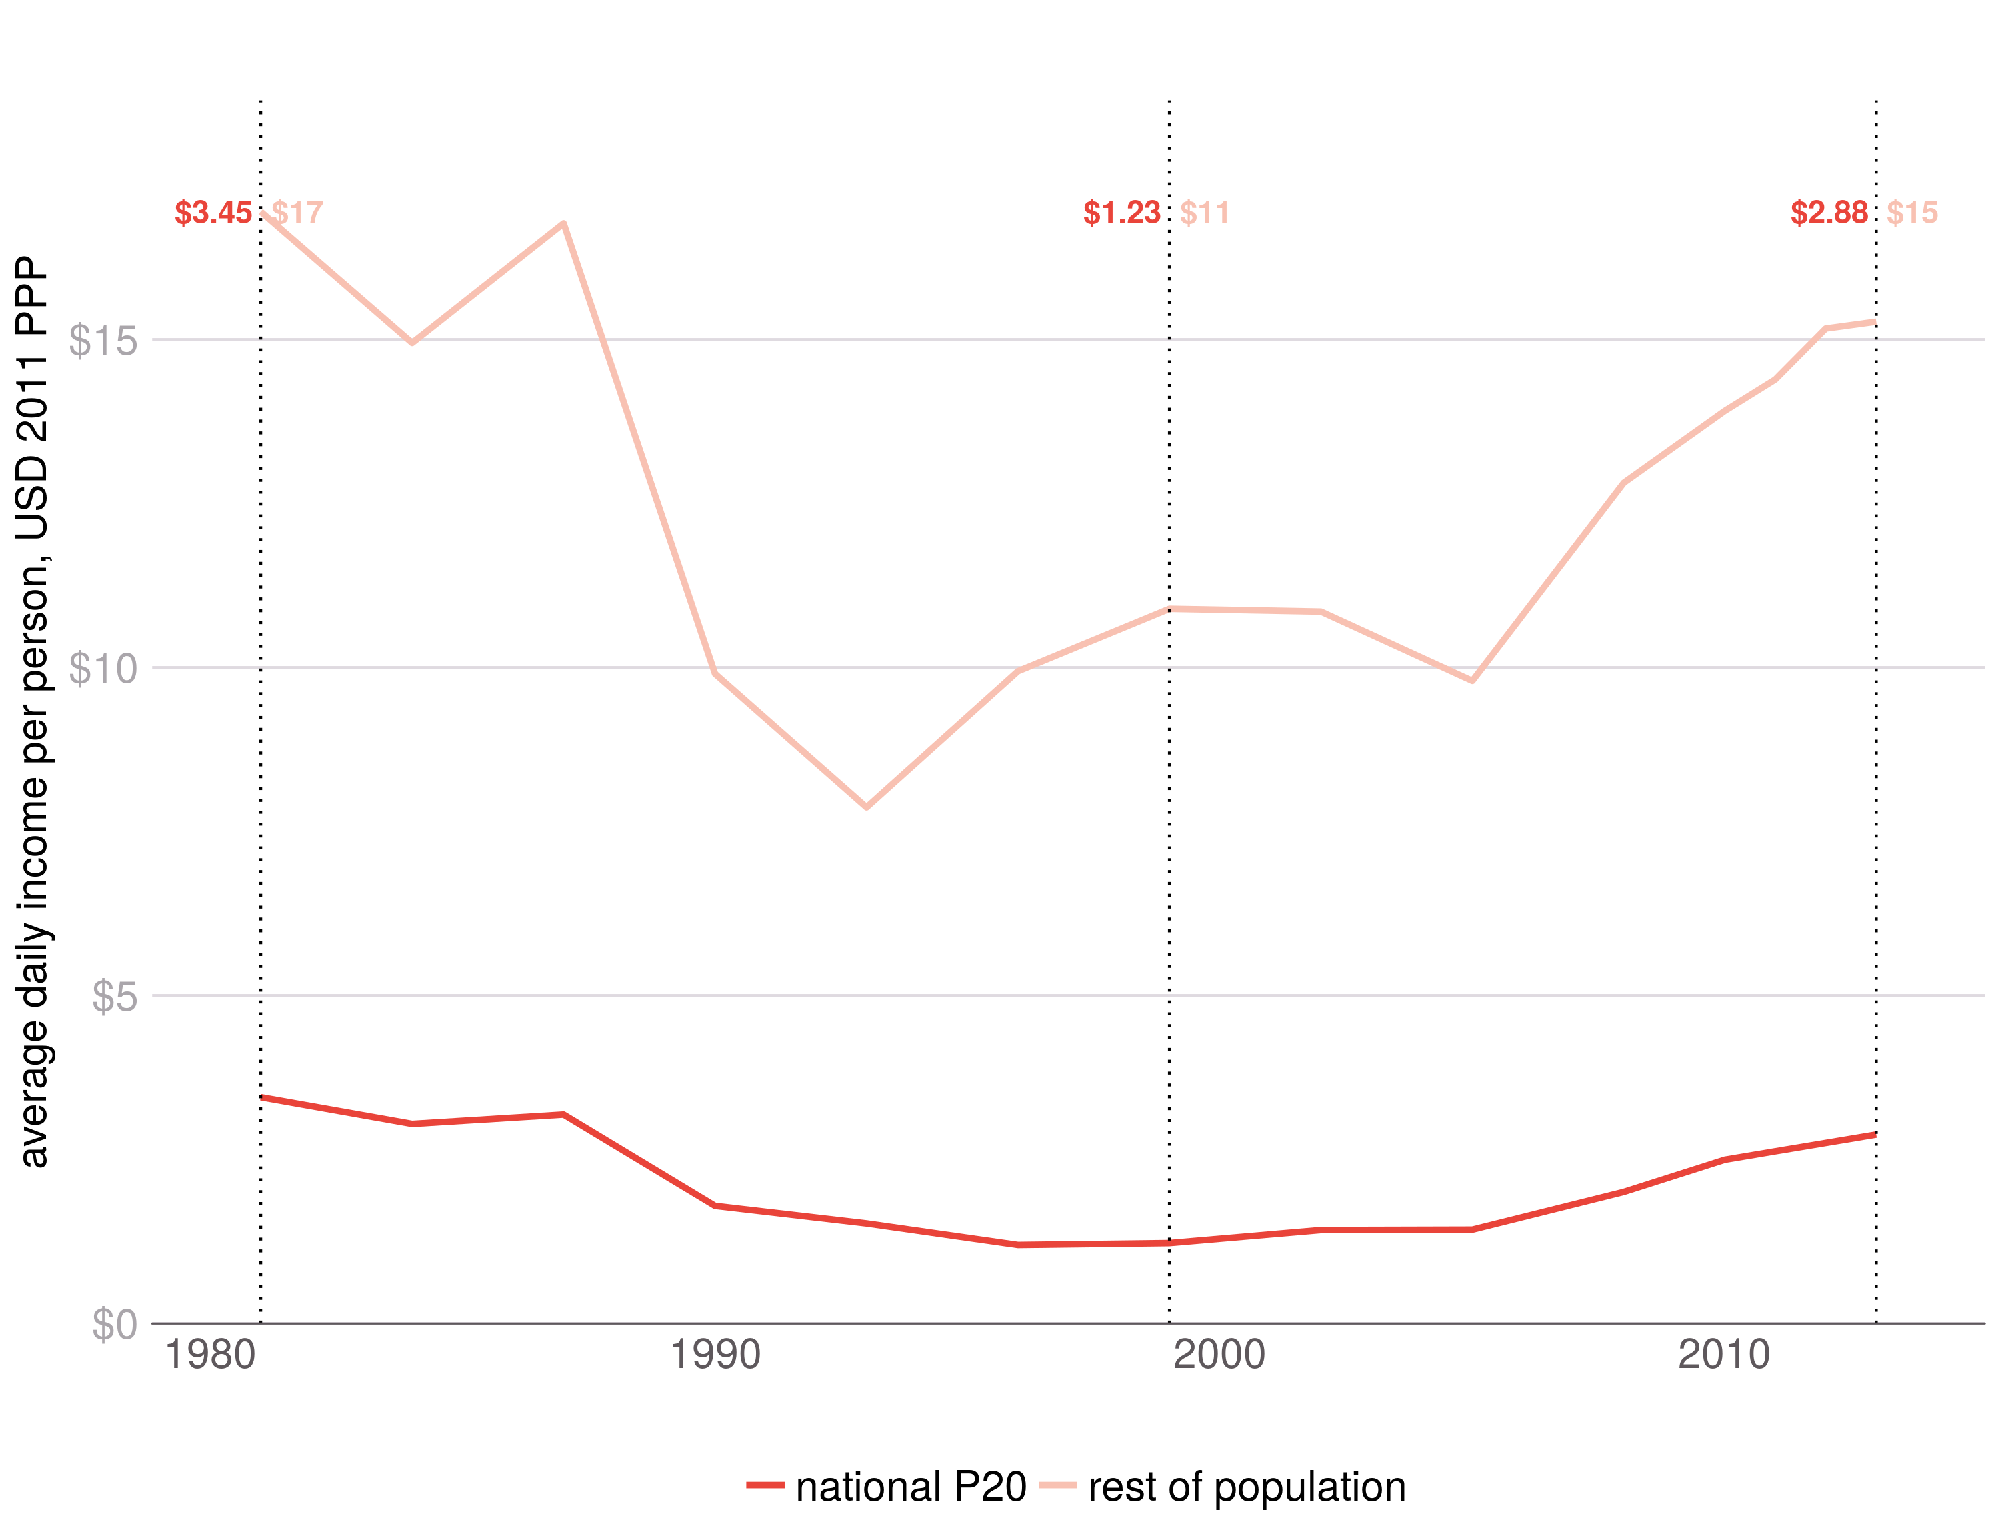 $3.45 $17 $1.23 $11 $2.88 $15
average daily income per person, USD 2011 PPP
$15
$10
$5
$0
1980 1990 2000 2010
national P20 rest of population